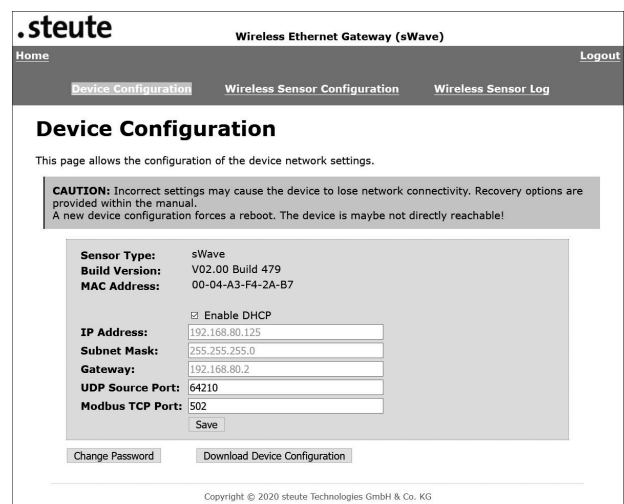 .steute
Wireless Ethernet Gateway (sWave)
Home Logout
Device Configuration Wireless Sensor Configuration Wireless Sensor Log
Device Configuration
This page allows the configuration of the device network settings.
CAUTION: Incorrect settings may cause the device to lose network connectivity. Recovery options are
provided within the manual.
A new device configuration forces a reboot. The device is maybe not directly reachable!
Sensor Type: sWave
Build Version: V02.00 Build 479
MAC Address: 00-04-A3-F4-2A-B7
Enable DHCP
IP Address: 192.168.80.125
Subnet Mask: 255.255.255.0
Gateway: 192.168.80.2
UDP Source Port: 64210
Modbus TCP Port: 502
Save
Change Password Download Device Configuration
Copyright © 2020 steute Technologies GmbH & Co. KG